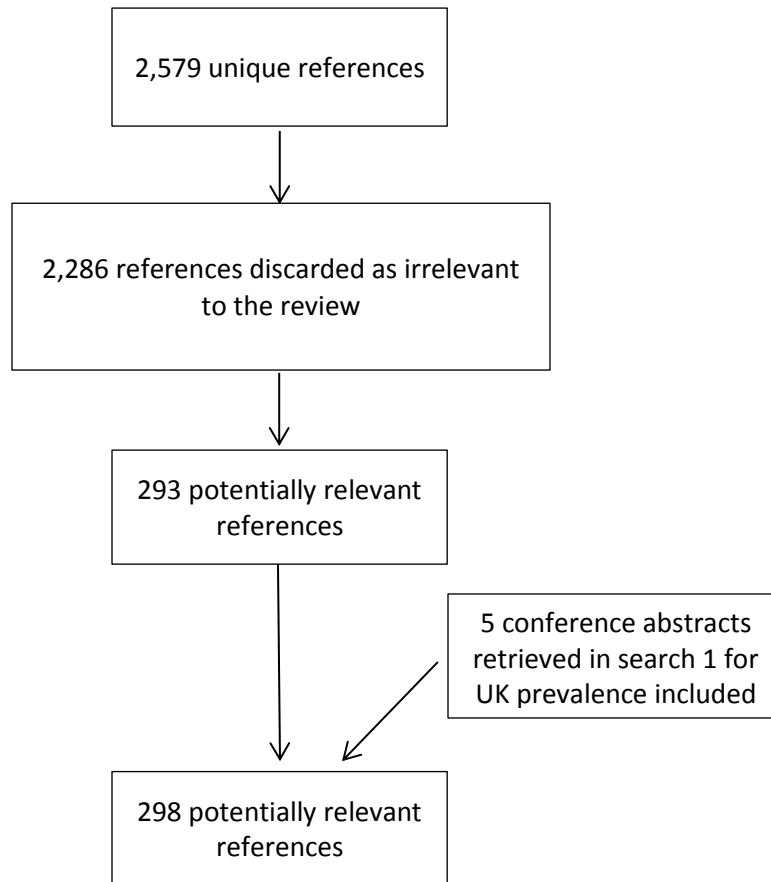 2,579 unique references
2,286 references discarded as irrelevant
to the review
293 potentially relevant
references
5 conference abstracts
retrieved in search 1 for
UK prevalence included
298 potentially relevant
references